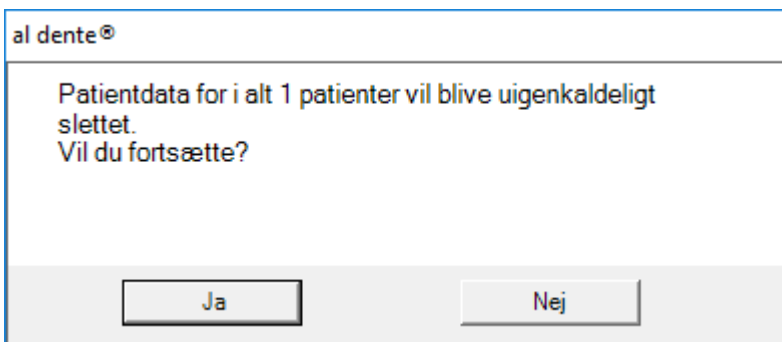 al dente®
Patientdata for i alt 1 patienter vil blive uigenkaldeligt
slettet.
Vil du fortsætte?
Ja
Nej